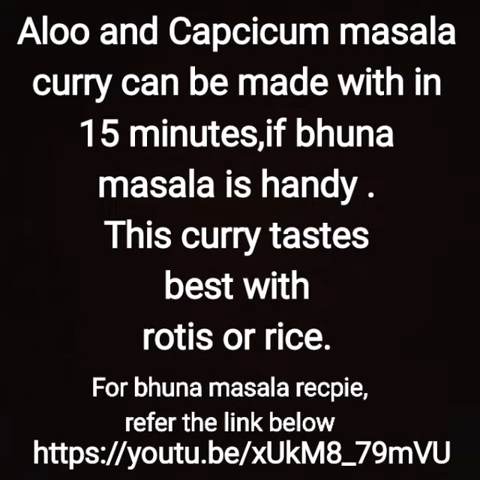 Aloo and Capcicum masala
curry can be made with in
15 minutes,if bhuna
masala is handy .
This curry tastes
best with
rotis or rice.
For bhuna masala recpie,
refer the link below
https://youtu.be/xUkM8_79mVU